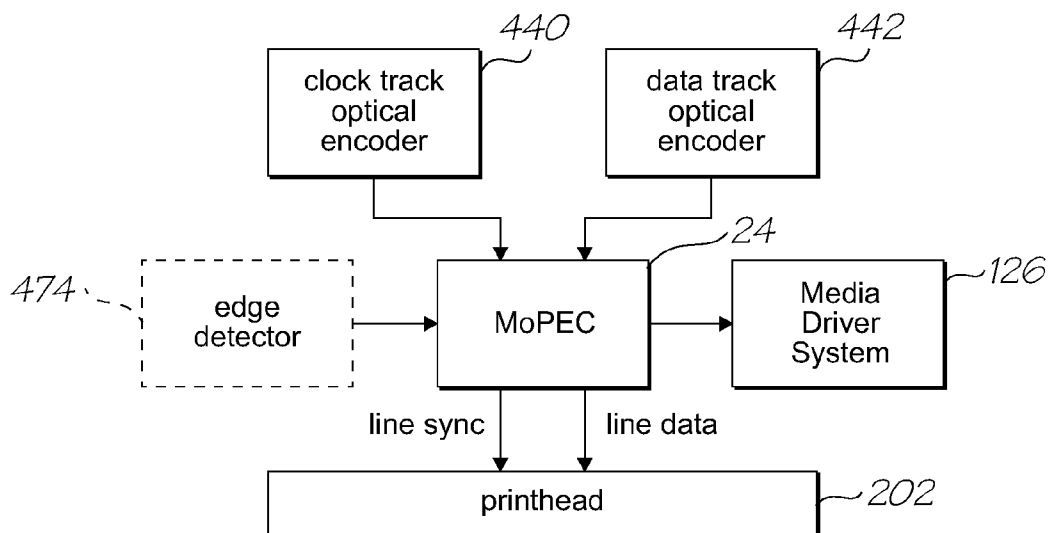 440
442
clock track
optical
encoder
data track
optical
encoder
24
474
126
edge
detector
MoPEC
Media
Driver
System
line sync
line data
printhead
202